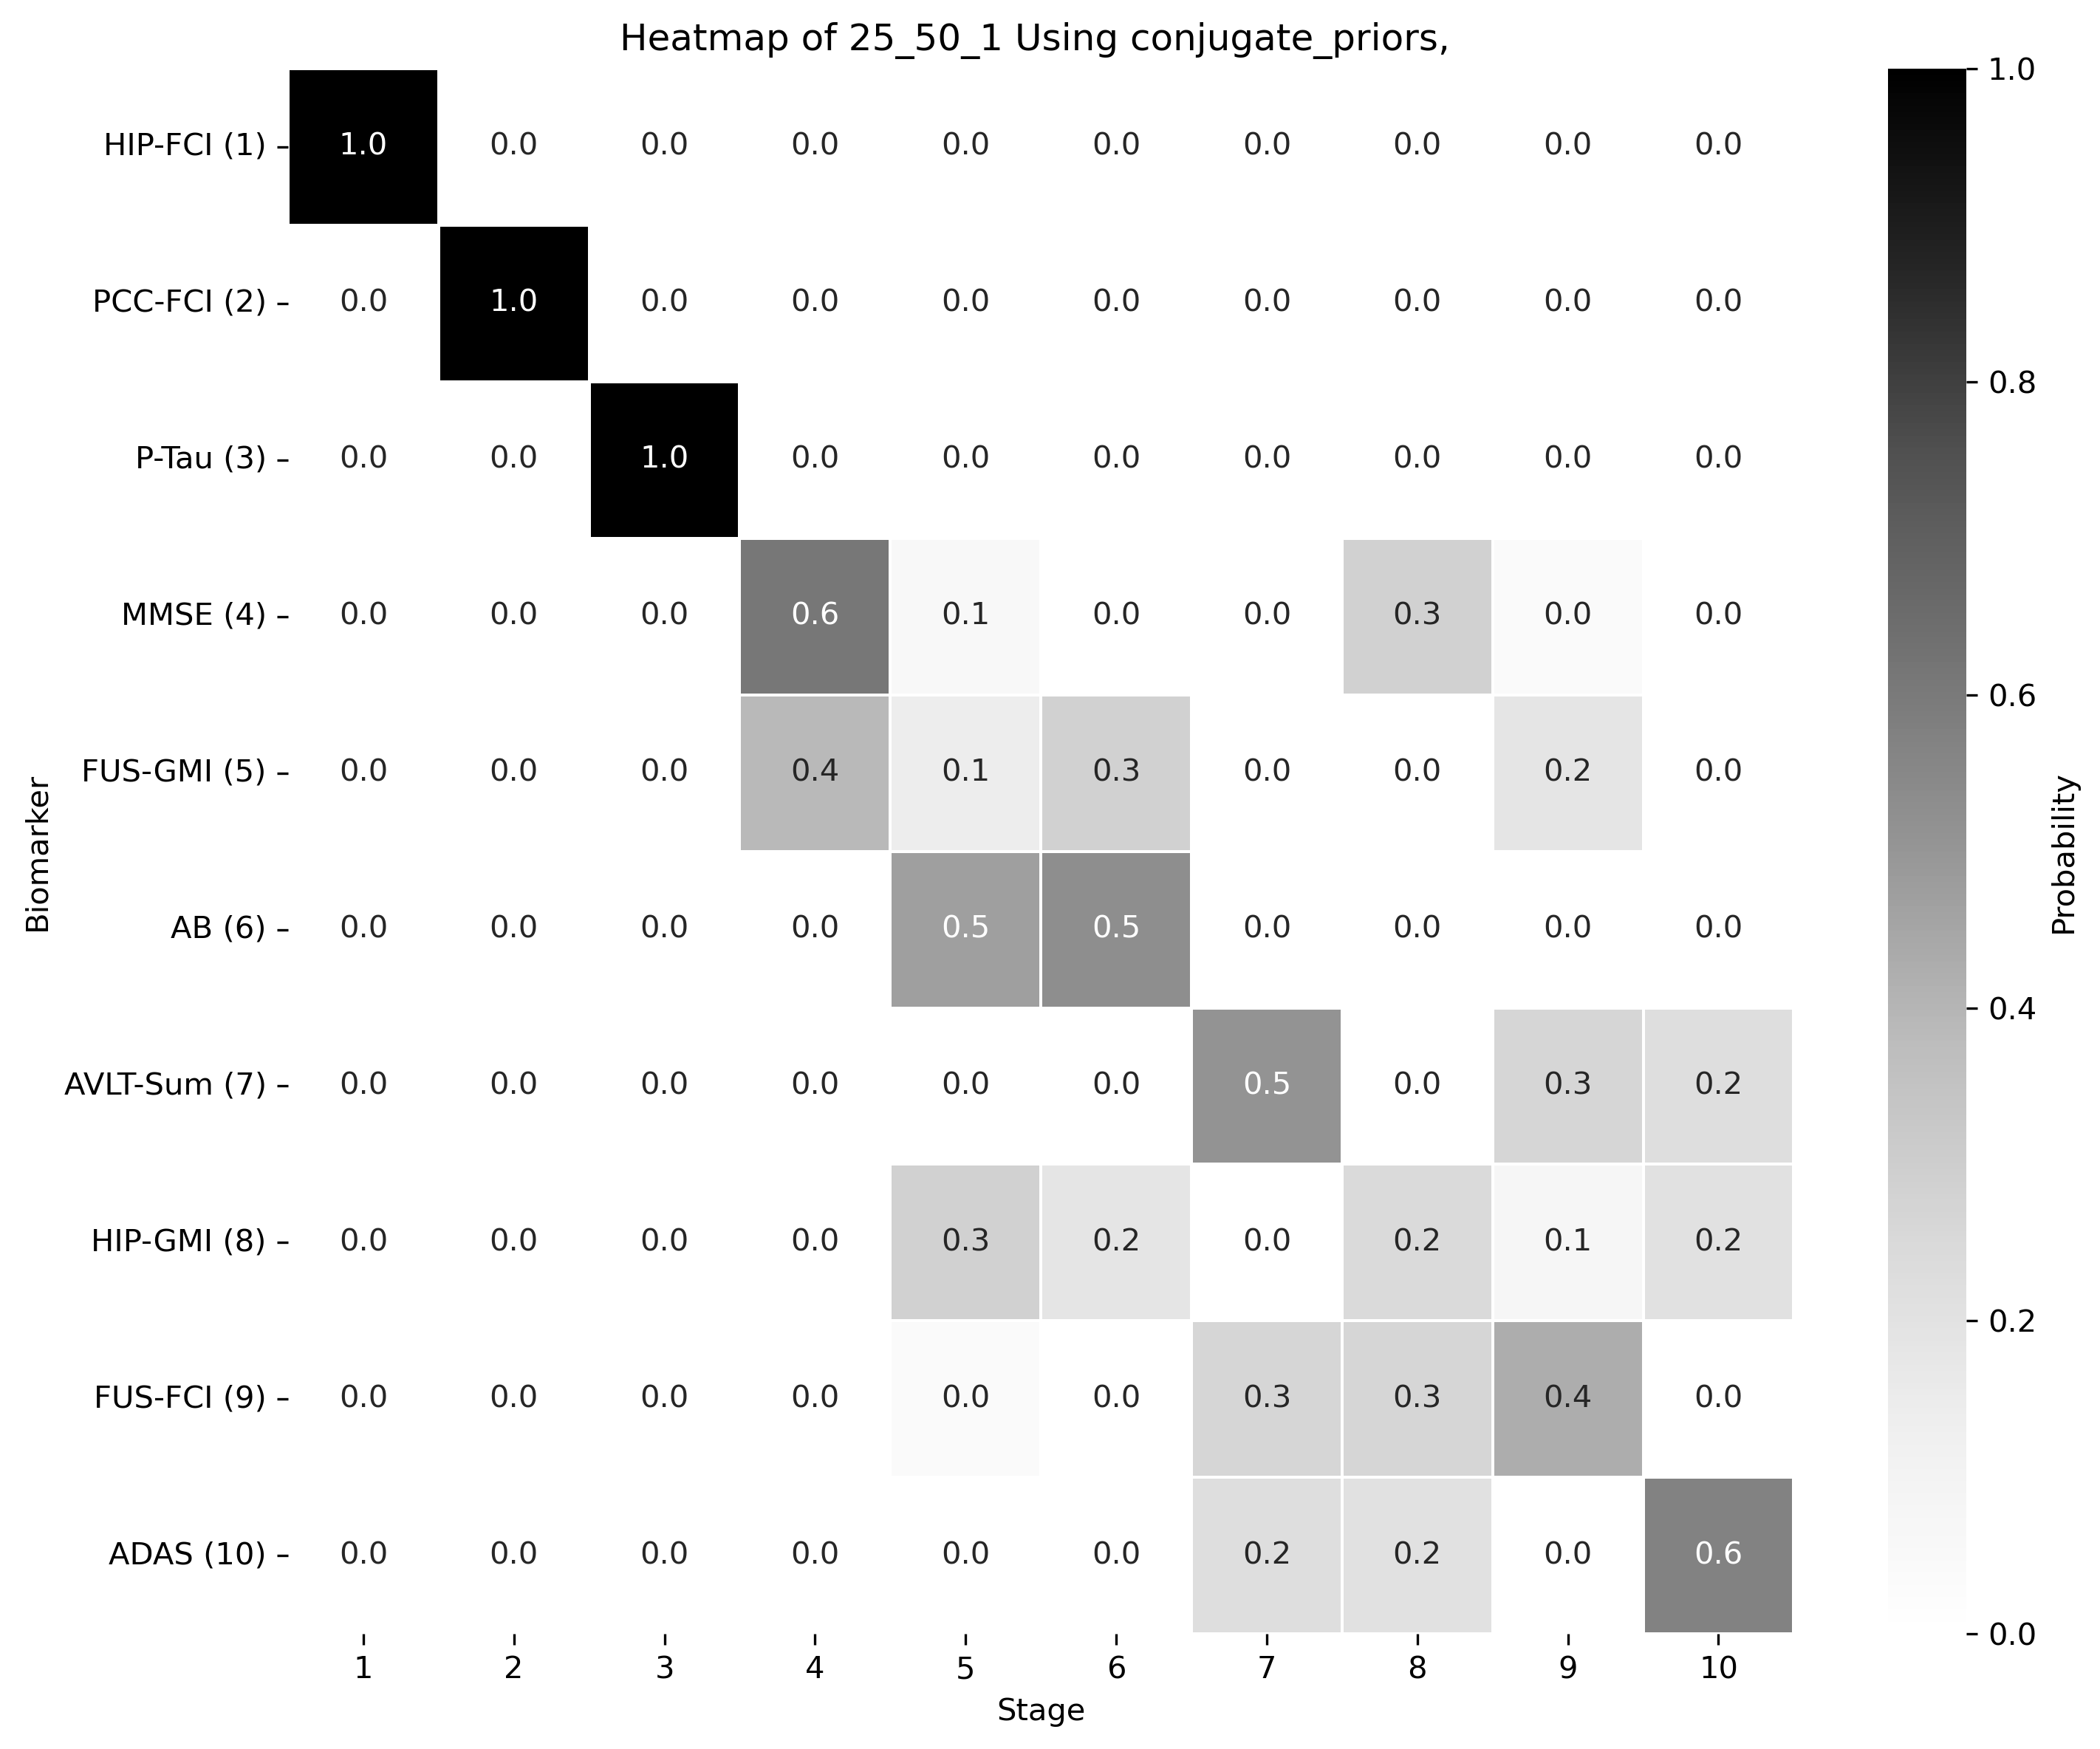 Heatmap of 25_50_1 Using conjugate_priors,
HIP-FCI (1) 1.0 0.0 0.0 0.0 0.0 0.0 0.0 0.0 0.0 0.0
PCC-FCI (2) 0.0 1.0 0.0 0.0 0.0 0.0 0.0 0.0 0.0 0.0
P-Tau (3) 0.0 0.0 1.0 0.0 0.0 0.0 0.0 0.0 0.0 0.0
MMSE (4) 0.0 0.0 0.0 0.6 0.1 0.0 0.0 0.3 0.0 0.0
FUS-GMI (5) 0.0 0.0 0.0 0.4 0.1 0.3 0.0 0.0 0.2 0.0
AB (6) 0.0 0.0 0.0 0.0 0.5 0.5 0.0 0.0 0.0 0.0
AVLT-Sum (7) 0.0 0.0 0.0 0.0 0.0 0.0 0.5 0.0 0.3 0.2
HIP-GMI (8) 0.0 0.0 0.0 0.0 0.3 0.2 0.0 0.2 0.1 0.2
FUS-FCI (9) 0.0 0.0 0.0 0.0 0.0 0.0 0.3 0.3 0.4 0.0
ADAS (10) 0.0 0.0 0.0 0.0 0.0 0.0 0.2 0.2 0.0 0.6
1 2 3 4 5 6 7 8 9 10
Stage
Biomarker
1.0
0.8
0.6
0.4
0.2
0.0
Probability